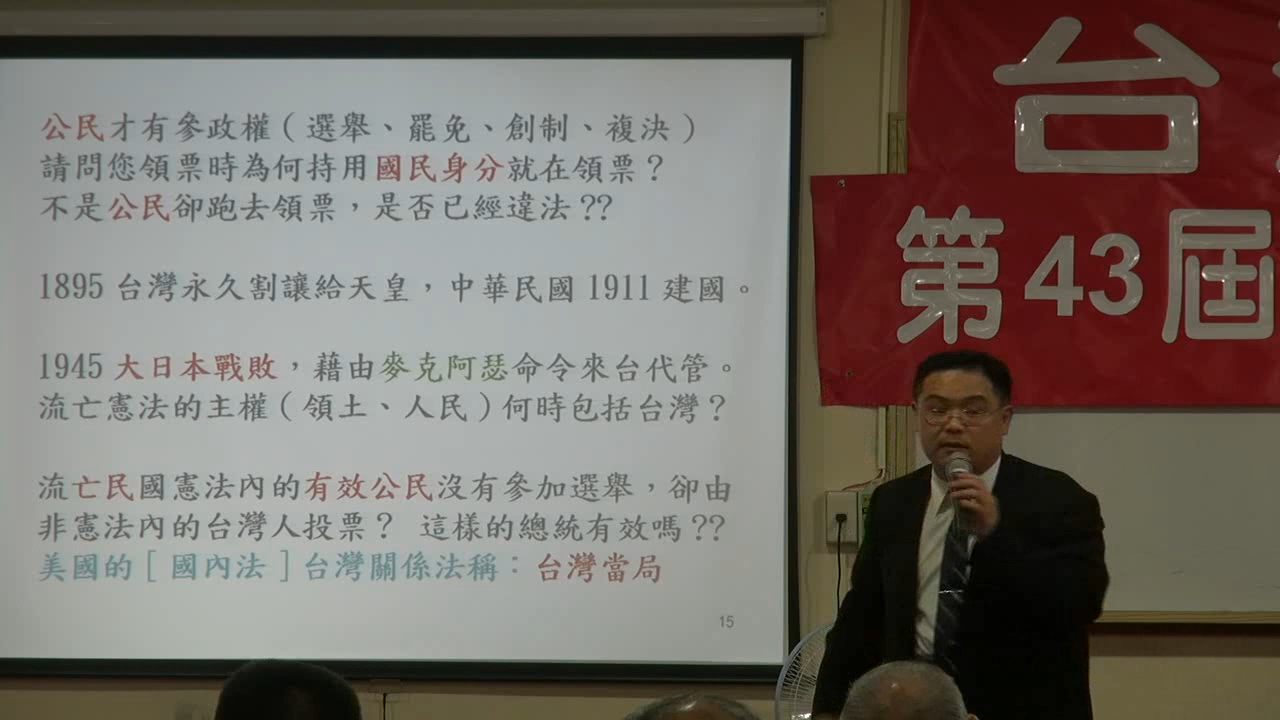 公民才有參政權（選舉、罷免、創制、複決）
請問您領票時為何持用國民身分就在領票？
不是公民卻跑去領票，是否已經違法??
1895 台灣永久割讓給天皇，中華民國 1911 建國。
1945 大日本戰敗，藉由麥克阿瑟命令來台代管。
流亡憲法的主權（領土、人民）何時包括台灣？
流亡民國憲法內的有效公民沒有參加選舉，卻由
非憲法內的台灣人投票？ 這樣的總統有效嗎??
美國的 [ 國內法 ] 台灣關係法稱： 台灣當局
15
台
第43屆